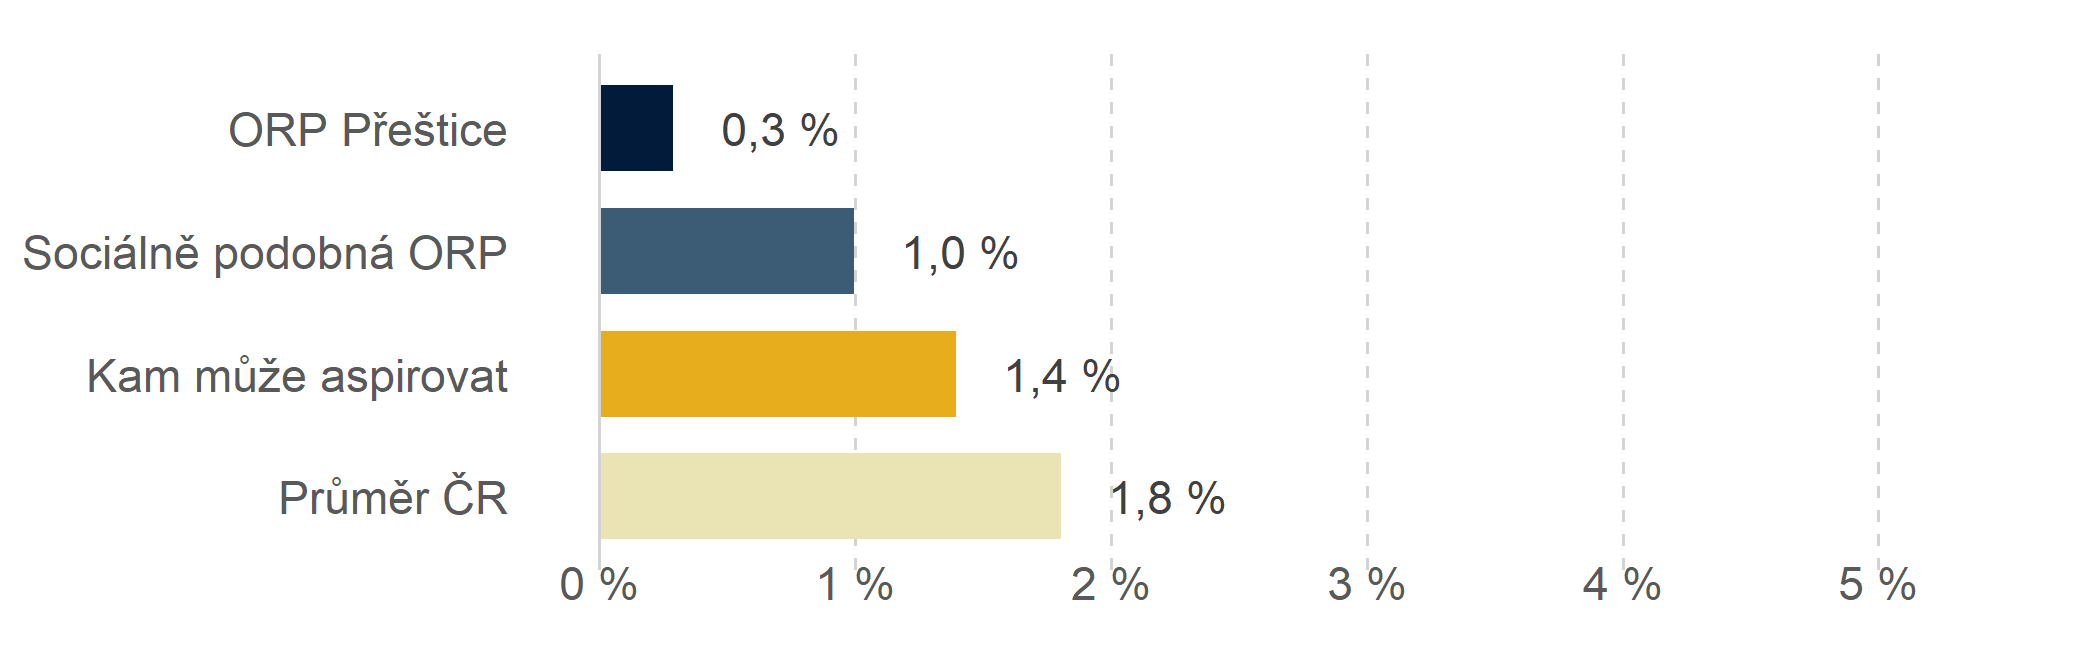 ORP Přeštice 0,3 %
Sociálně podobná ORP 1,0 %
Kam může aspirovat 1,4 %
Průměr ČR 1,8 %
0 % 1 % 2 % 3 % 4 % 5 %